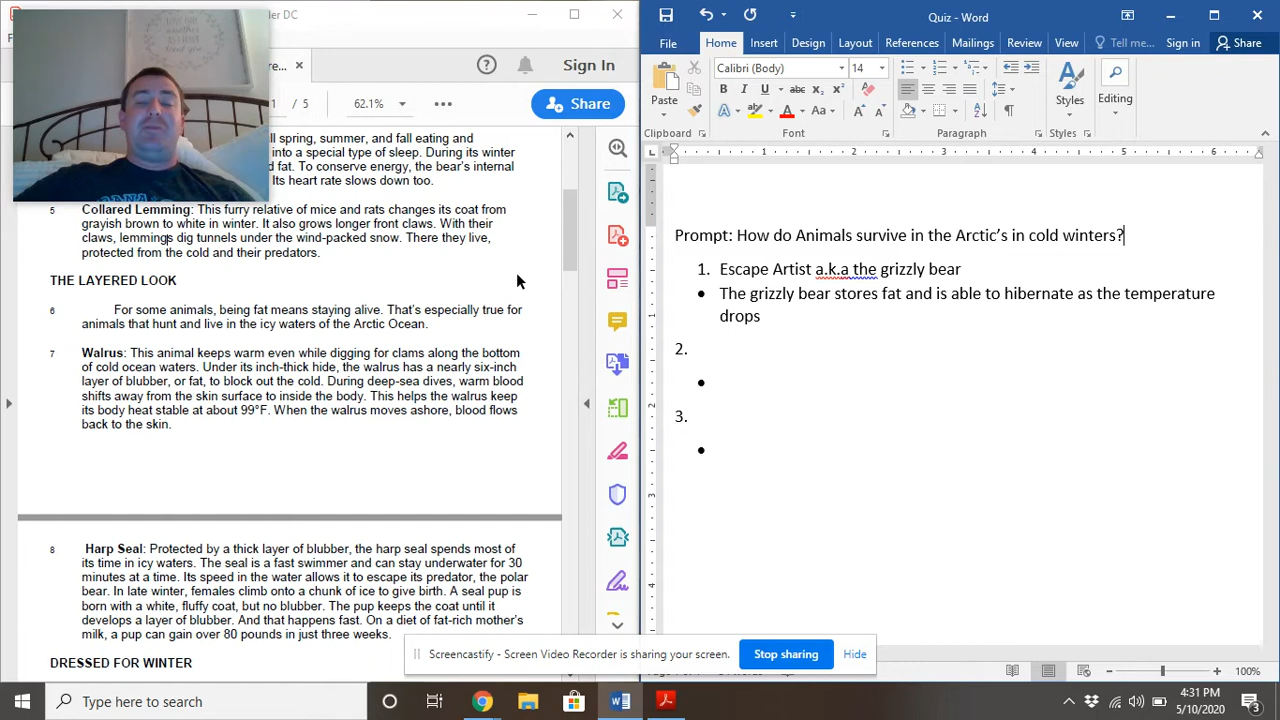 der DC
Quiz - Word
File
Home
Insert
Design
Layout
References
Mailings
Review
View
Tell me...
Sign in
Share
re...
Sign In
1 / 5
62.1%
Share
Paste
Calibri (Body)
14
B I U
Styles
Editing
Clipboard
Font
Paragraph
Styles
ll spring, summer, and fall eating and
into a special type of sleep. During its winter
d fat. To conserve energy, the bear's internal
Its heart rate slows down too.
5 Collared Lemming: This furry relative of mice and rats changes its coat from
grayish brown to white in winter. It also grows longer front claws. With their
claws, lemmings dig tunnels under the wind-packed snow. There they live,
protected from the cold and their predators.
THE LAYERED LOOK
6 For some animals, being fat means staying alive. That's especially true for
animals that hunt and live in the icy waters of the Arctic Ocean.
7 Walrus: This animal keeps warm even while digging for clams along the bottom
of cold ocean waters. Under its inch-thick hide, the walrus has a nearly six-inch
layer of blubber, or fat, to block out the cold. During deep-sea dives, warm blood
shifts away from the skin surface to inside the body. This helps the walrus keep
its body heat stable at about 99°F. When the walrus moves ashore, blood flows
back to the skin.
8 Harp Seal: Protected by a thick layer of blubber, the harp seal spends most of
its time in icy waters. The seal is a fast swimmer and can stay underwater for 30
minutes at a time. Its speed in the water allows it to escape its predator, the polar
bear. In late winter, females climb onto a chunk of ice to give birth. A seal pup is
born with a white, fluffy coat, but no blubber. The pup keeps the coat until it
develops a layer of blubber. And that happens fast. On a diet of fat-rich mother's
milk, a pup can gain over 80 pounds in just three weeks.
DRESSED FOR WINTER
1 2 3 4 5 6
Prompt: How do Animals survive in the Arctic's in cold winters?
1. Escape Artist a.k.a the grizzly bear
• The grizzly bear stores fat and is able to hibernate as the temperature
drops
2.
•
3.
•
Screencastify - Screen Video Recorder is sharing your screen.
Stop sharing
Hide
100%
Type here to search
4:31 PM
5/10/2020
3